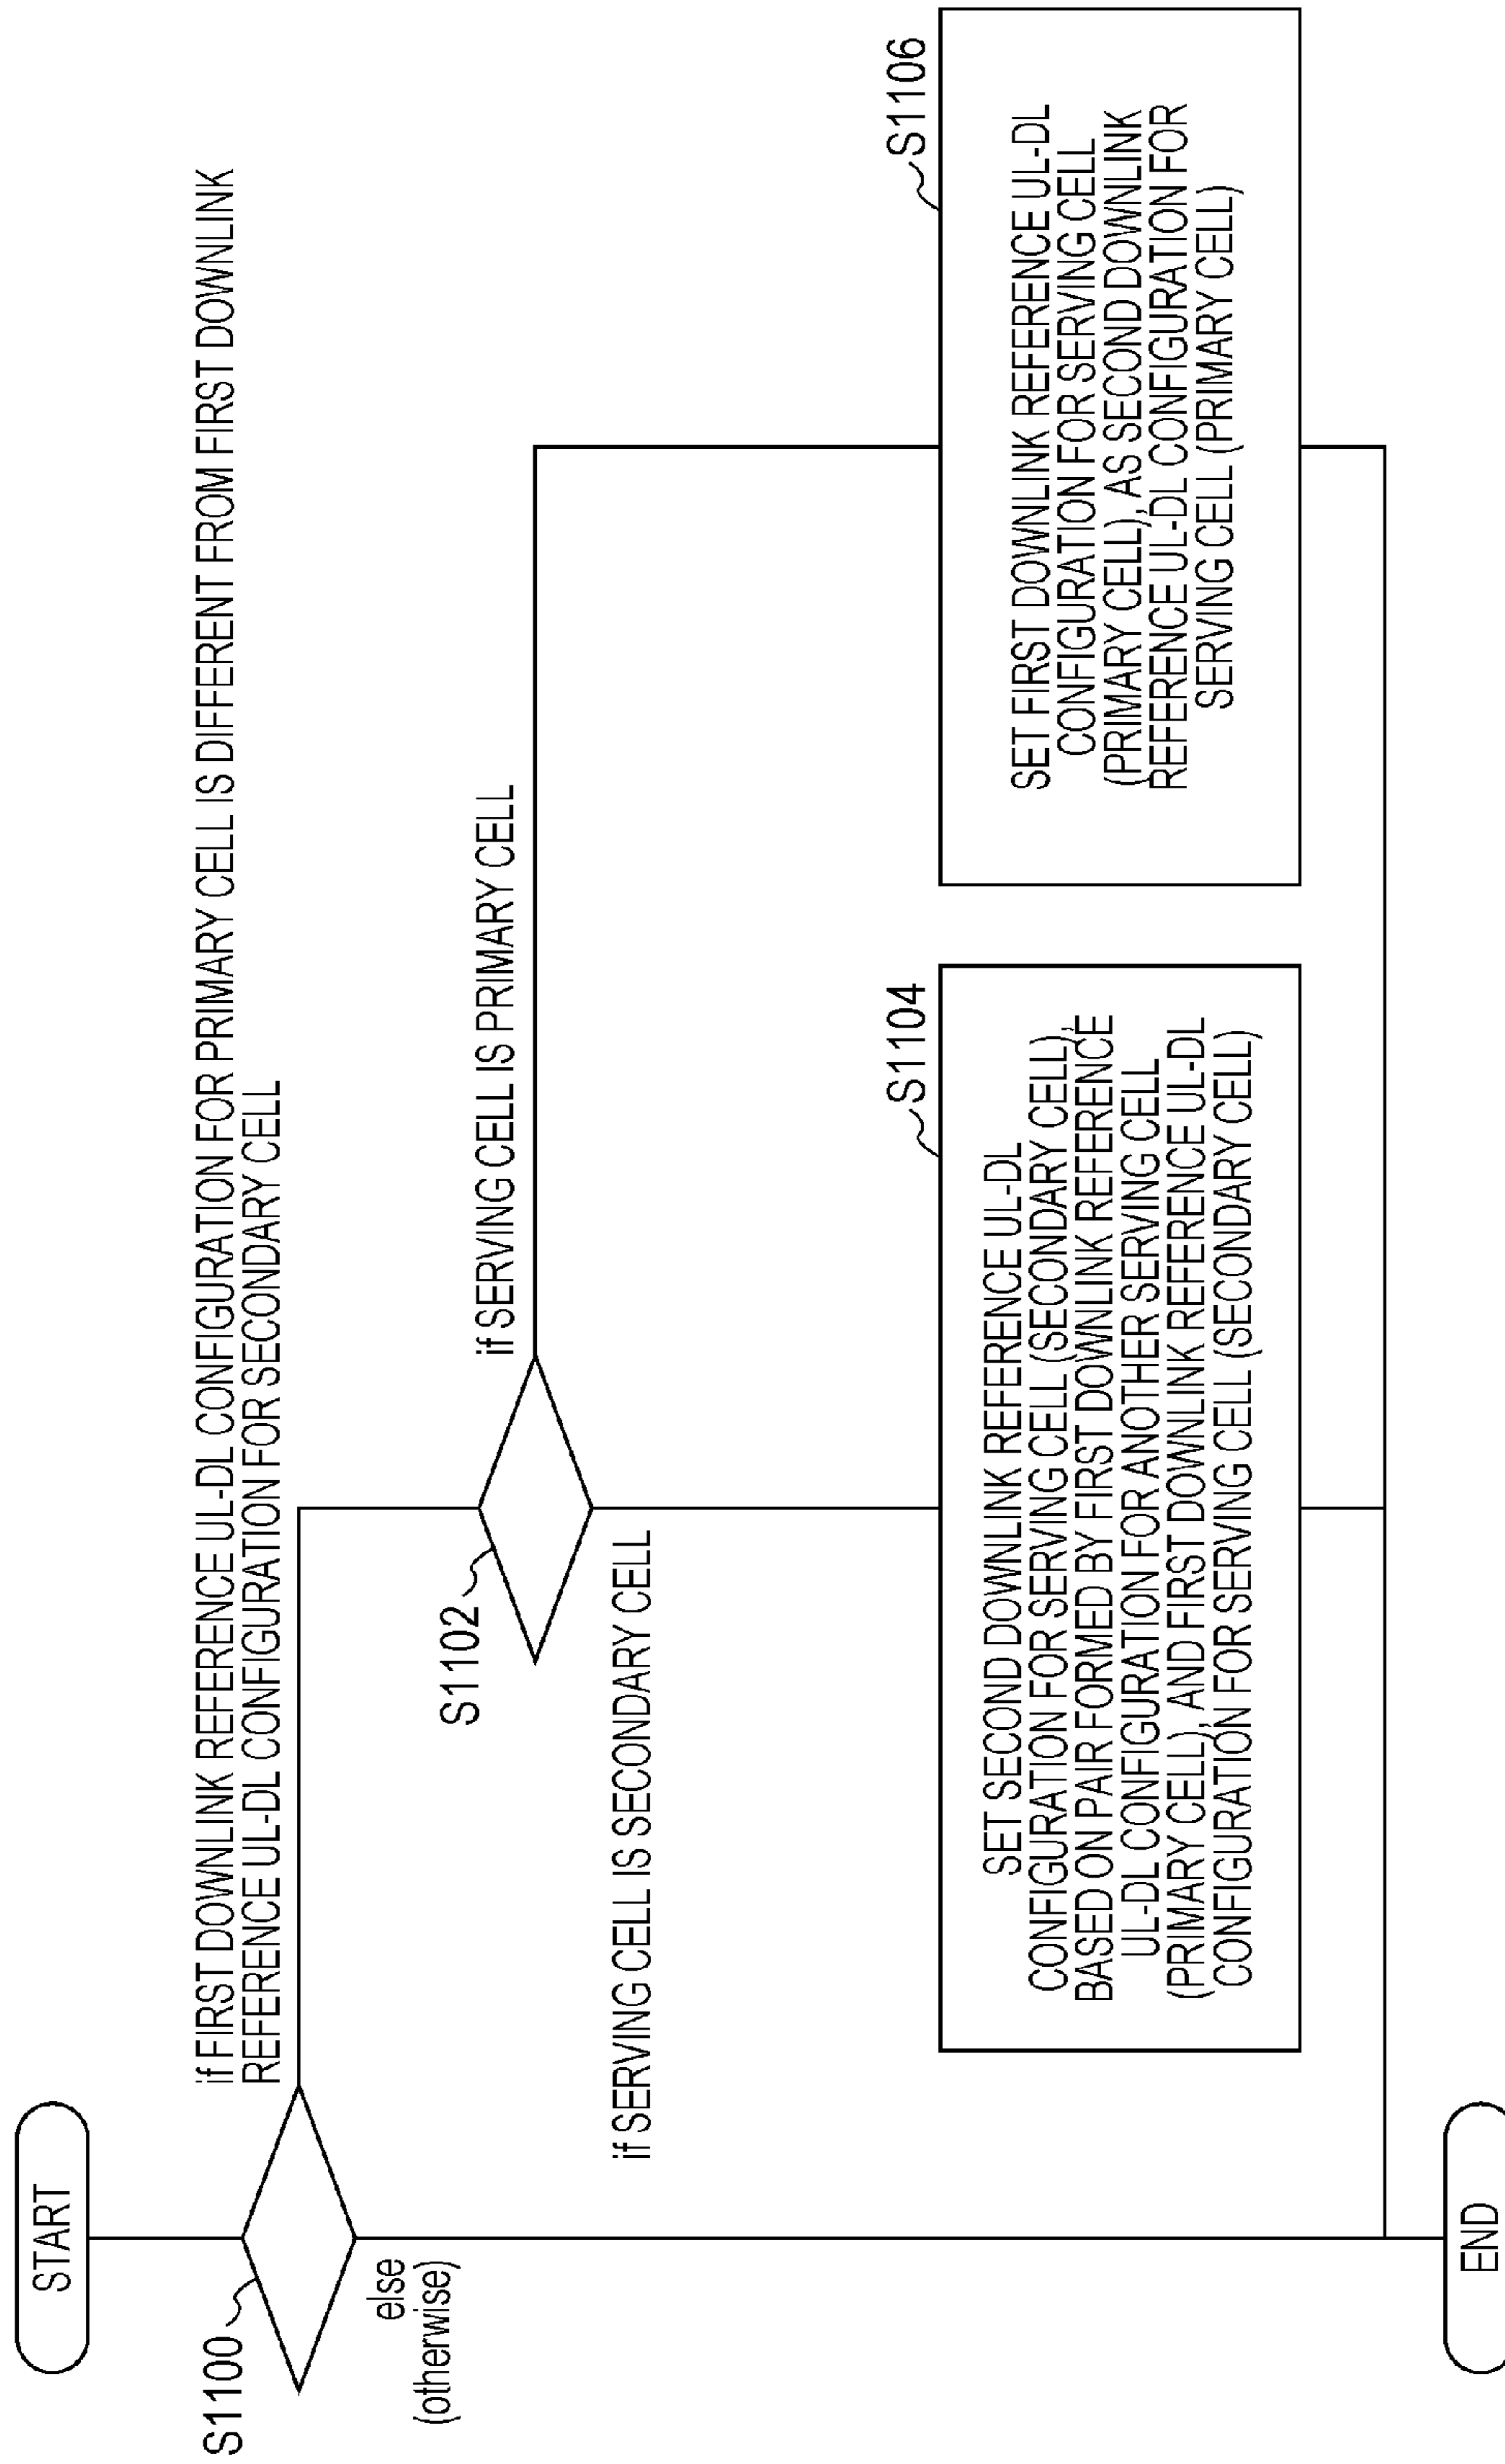 START
S1100
if FIRST DOWNLINK REFERENCE UL-DL CONFIGURATION FOR PRIMARY CELL IS DIFFERENT FROM FIRST DOWNLINK
REFERENCE UL-DL CONFIGURATION FOR SECONDARY CELL
else
(otherwise)
S1102
if SERVING CELL IS PRIMARY CELL
if SERVING CELL IS SECONDARY CELL
S1104
SET SECOND DOWNLINK REFERENCE UL-DL
CONFIGURATION FOR SERVING CELL (SECONDARY CELL),
BASED ON PAIR FORMED BY FIRST DOWNLINK REFERENCE
UL-DL CONFIGURATION FOR ANOTHER SERVING CELL
(PRIMARY CELL), AND FIRST DOWNLINK REFERENCE UL-DL
CONFIGURATION FOR SERVING CELL (SECONDARY CELL)
S1106
SET FIRST DOWNLINK REFERENCE UL-DL
CONFIGURATION FOR SERVING CELL
(PRIMARY CELL), AS SECOND DOWNLINK
REFERENCE UL-DL CONFIGURATION FOR
SERVING CELL (PRIMARY CELL)
END